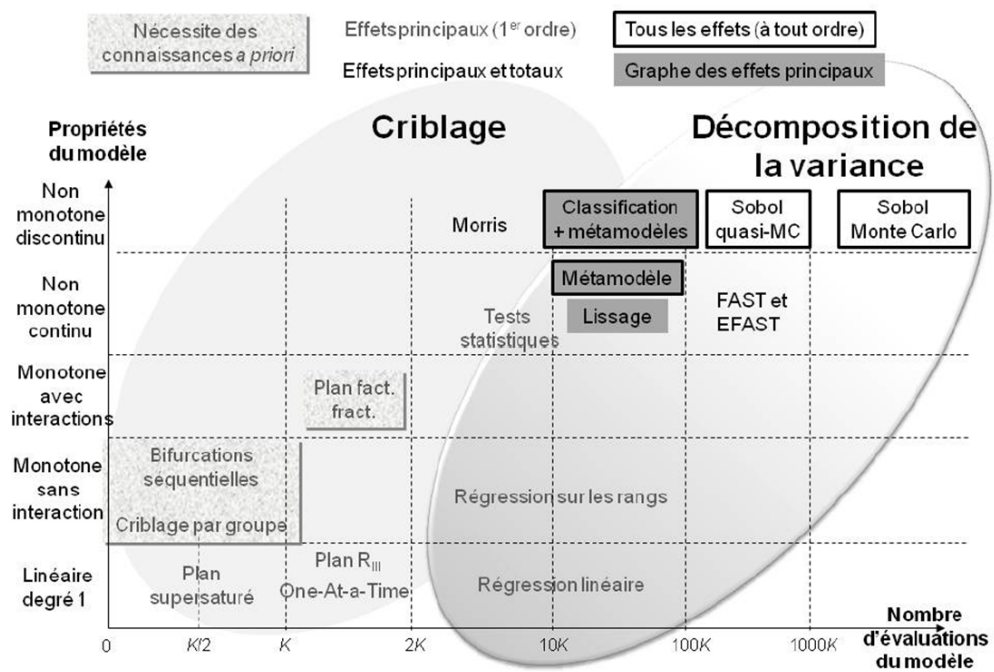 Nécessite des
connaissances a priori
Effets principaux (1er ordre)
Tous les effets (à tout ordre)
Effets principaux et totaux
Graphe des effets principaux
Propriétés
du modèle
Criblage
Décomposition de
la variance
Non
monotone
discontinu
Morris
Classification
+ métamodèles
Sobol
quasi-MC
Sobol
Monte Carlo
Non
monotone
continu
Métamodèle
Lissage
Tests
statistiques
FAST et
EFAST
Monotone
avec
interactions
Plan fact.
fract.
Monotone
sans
interaction
Bifurcations
séquentielles
Criblage par groupe
Régression sur les rangs
Linéaire
degré 1
Plan
supersaturé
Plan RIII
One-At-a-Time
Régression linéaire
0
K/2
K
2K
10K
100K
1000K
Nombre
d'évaluations
du modèle